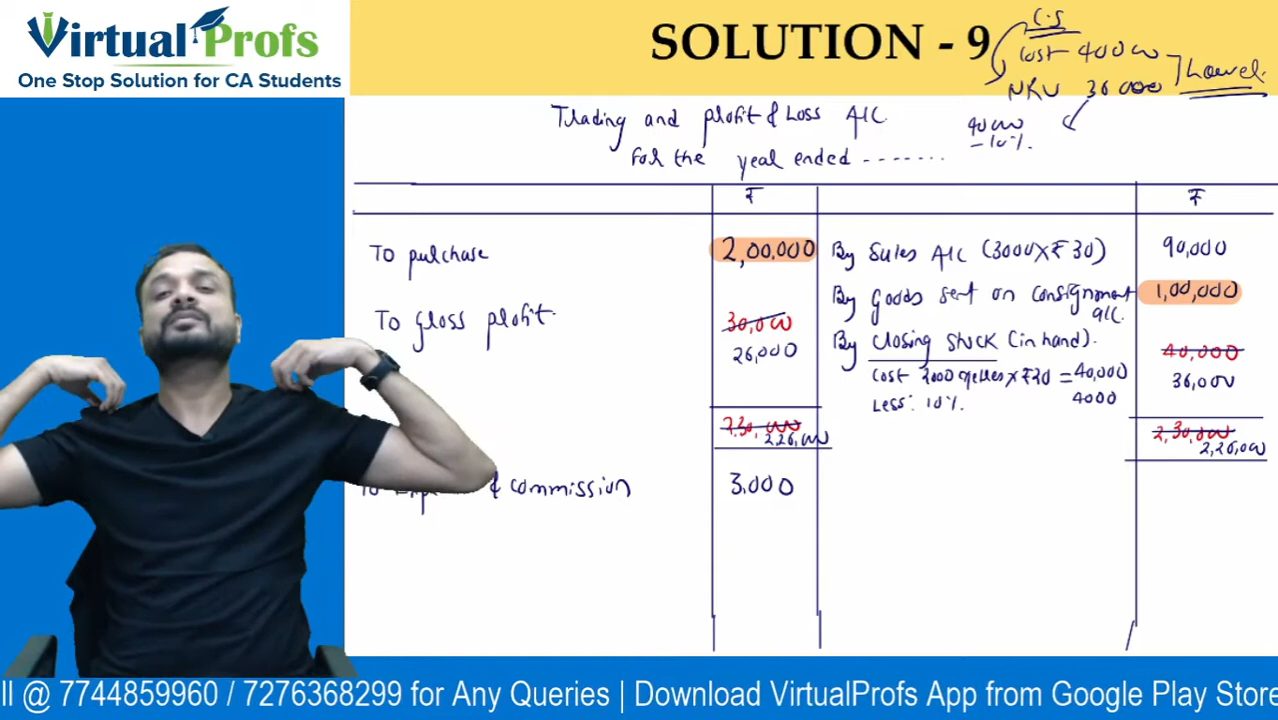 Virtual Profs
One Stop Solution for CA Students
SOLUTION - 9
C.S
Cost 40000
NRV 36000
Lower.
40000
-10%.
Trading and profit & Loss A/C.
For the year ended --------
₹ ₹
To purchase 2,00,000 By Sales A/C (3000x₹30) 90,000
By goods sent on consignment a/c. 1,00,000
To Gross profit 30,000
26,000
By closing stock (in hand). 40,000
36,000
Cost 2000 cycles x ₹20 = 40,000
Less: 10%. 4000
2,30,000 2,30,000
2,26,000 2,26,000
To & commission 3,000
ll @ 7744859960 / 7276368299 for Any Queries | Download VirtualProfs App from Google Play Store